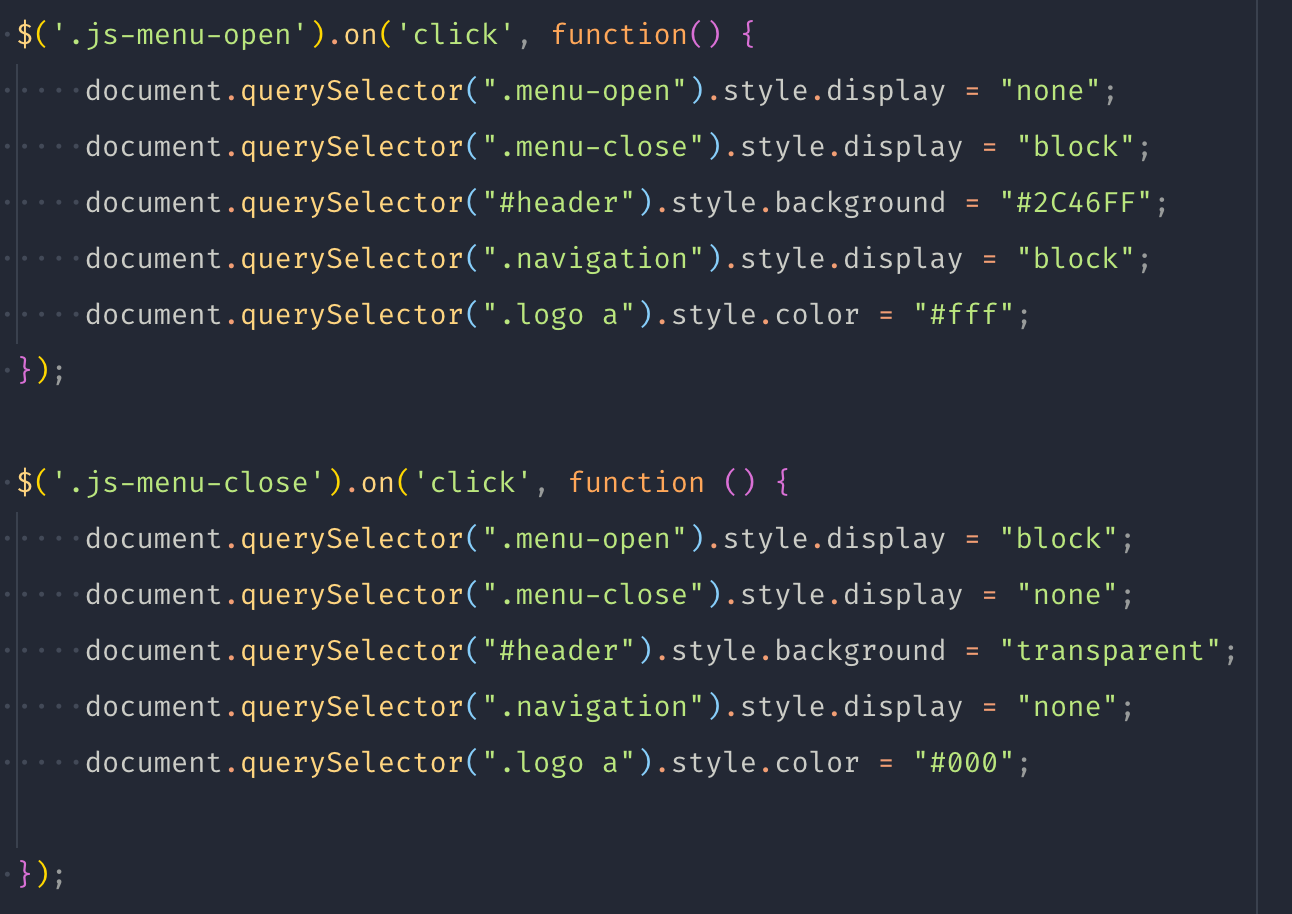 $('.js-menu-open').on('click', function() {
    document.querySelector(".menu-open").style.display = "none";
    document.querySelector(".menu-close").style.display = "block";
    document.querySelector("#header").style.background = "#2C46FF";
    document.querySelector(".navigation").style.display = "block";
    document.querySelector(".logo a").style.color = "#fff";
});

$('.js-menu-close').on('click', function () {
    document.querySelector(".menu-open").style.display = "block";
    document.querySelector(".menu-close").style.display = "none";
    document.querySelector("#header").style.background = "transparent";
    document.querySelector(".navigation").style.display = "none";
    document.querySelector(".logo a").style.color = "#000";

});